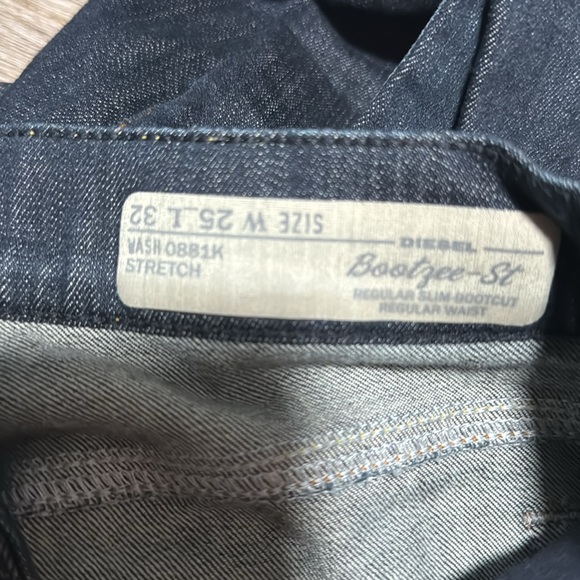 SIZE W 25 L 32
WASH 0881K
STRETCH
DIESEL
Bootzee-St
REGULAR SLIM-BOOTCUT
REGULAR WAIST